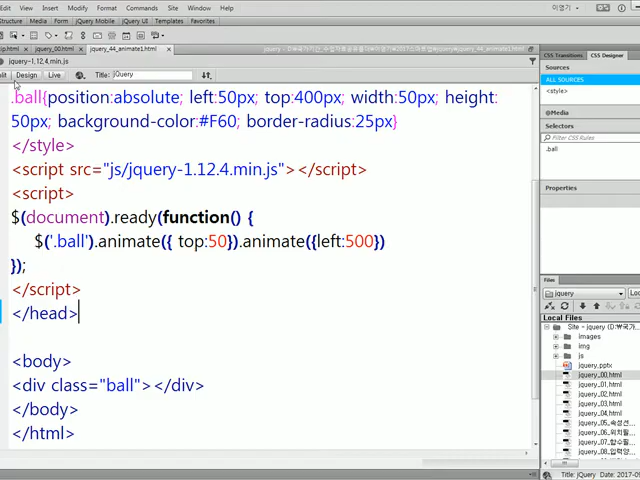 Edit View Insert Modify Format Commands Site Window Help
Structure Media Form jQuery Mobile jQuery UI Templates Favorites
jquery_00.html × jquery_44_animate1.html ×
jquery-1.12.4.min.js
Design Live Title: jQuery
CSS Transitions CSS Designer
Sources
ALL SOURCES
<style>
@Media
Selectors
Filter CSS Rules
.ball
Properties
.ball{position:absolute; left:50px; top:400px; width:50px; height:
50px; background-color:#F60; border-radius:25px}
</style>
<script src="js/jquery-1.12.4.min.js"></script>
<script>
$(document).ready(function() {
$('.ball').animate({ top:50}).animate({left:500})
});
</script>
</head>
<body>
<div class="ball"></div>
</body>
</html>
Files
jquery
Local Files
images
img
js
jquery_pptx
jquery_00.html
jquery_01.html
jquery_02.html
jquery_03.html
jquery_04.html
Title: jQuery Date: 2017-09